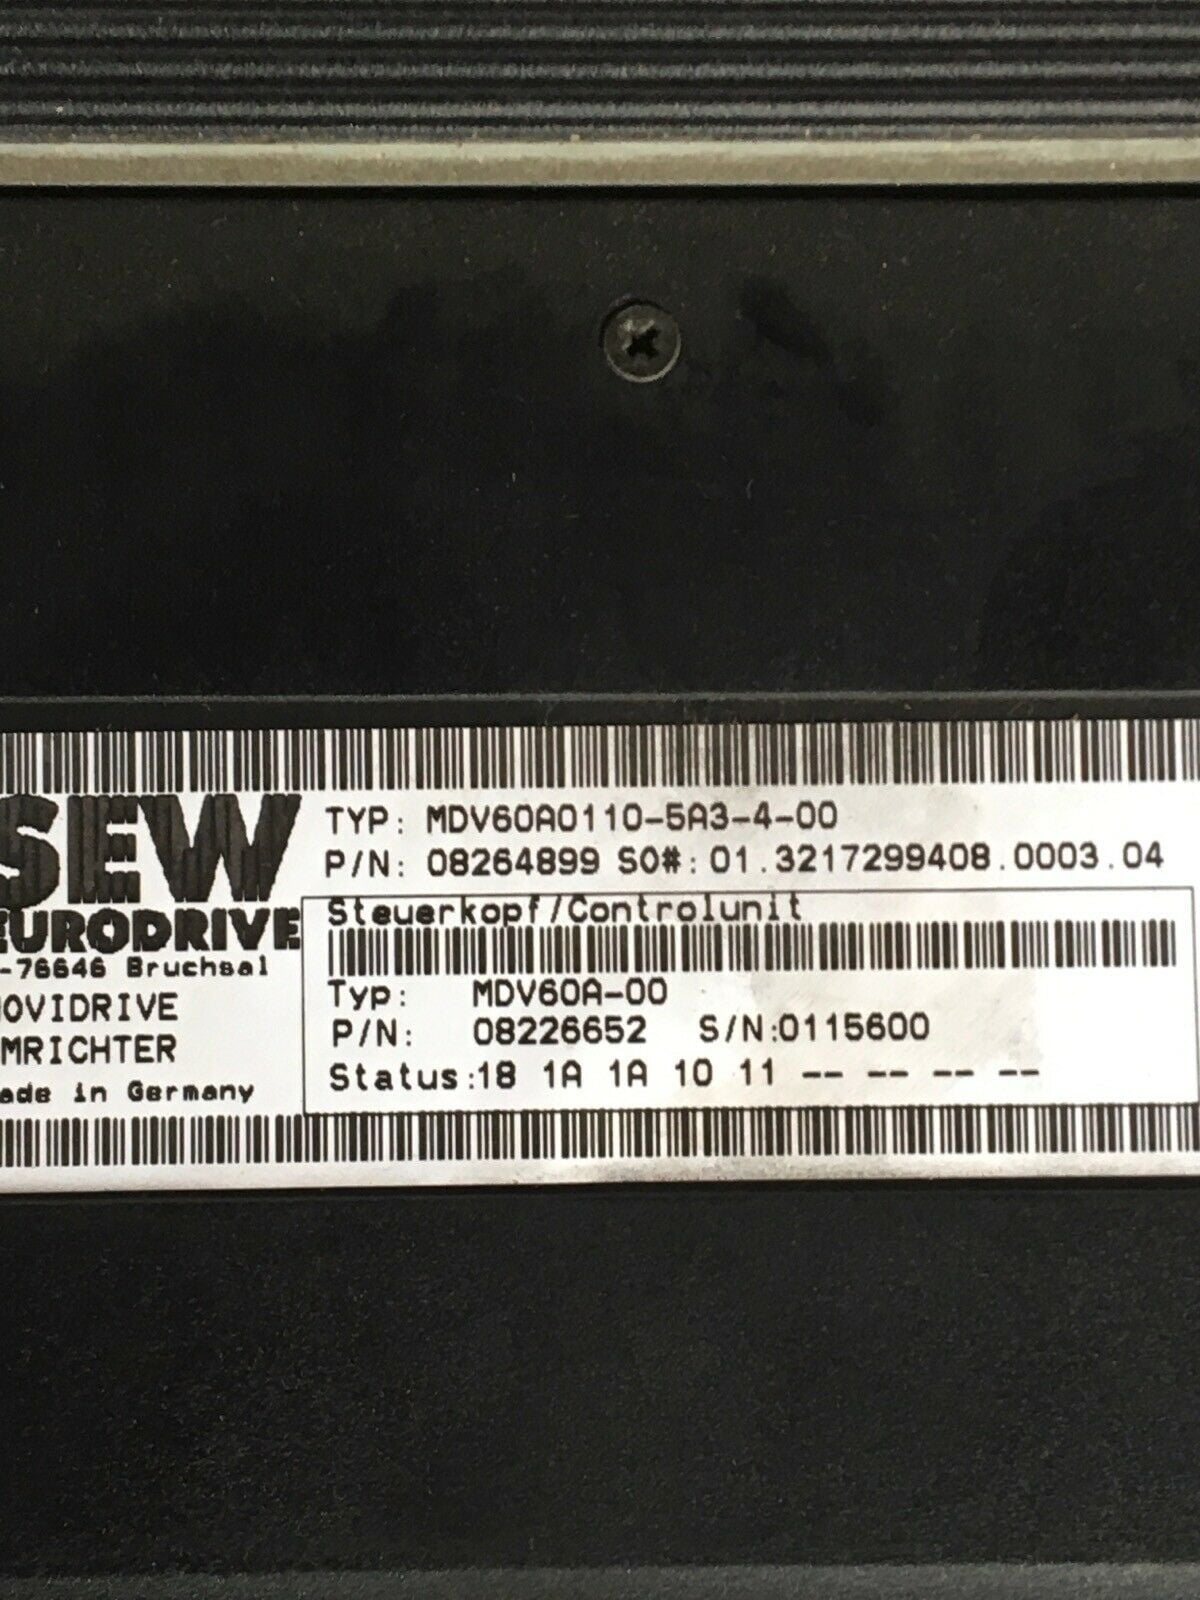 SEW
EURODRIVE
-76646 Bruchsal
OVIDRIVE
MRICHTER
ade in Germany
TYP: MDV60A0110-5A3-4-00
P/N: 08264899 SO#: 01.3217299408.0003.04
Steuerkopf/Controlunit
Typ: MDV60A-00
P/N: 08226652 S/N:0115600
Status:18 1A 1A 10 11 -- -- -- --